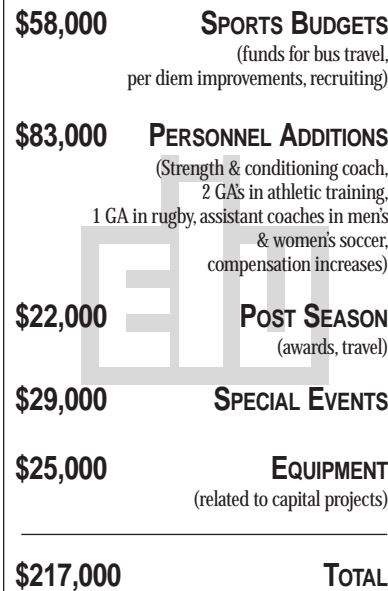 $58,000 SPORTS BUDGETS
(funds for bus travel,
per diem improvements, recruiting)
$83,000 PERSONNEL ADDITIONS
(Strength & conditioning coach,
2 GA's in athletic training,
1 GA in rugby, assistant coaches in men's
& women's soccer,
compensation increases)
$22,000 POST SEASON
(awards, travel)
$29,000 SPECIAL EVENTS
$25,000 EQUIPMENT
(related to capital projects)
$217,000 TOTAL